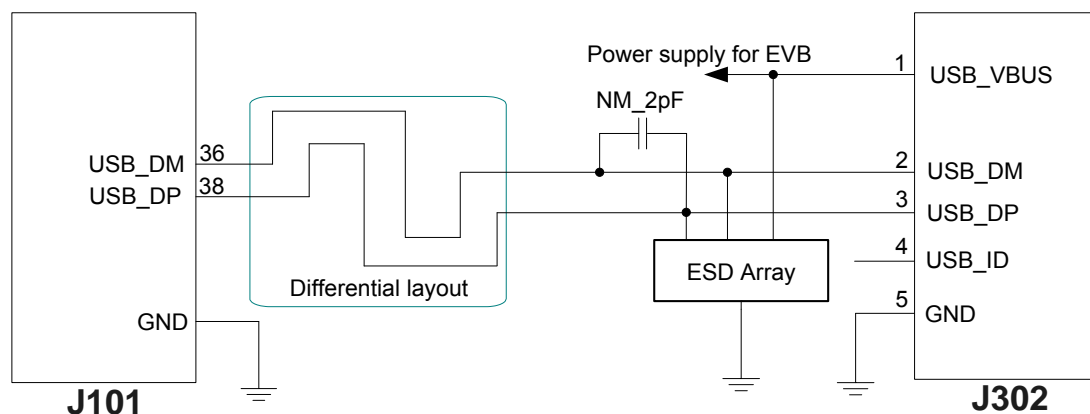 Power supply for EVB
1
USB_VBUS
NM_2pF
36
USB_DM
38
USB_DP
2
USB_DM
3
USB_DP
4
USB_ID
ESD Array
Differential layout
5
GND
GND
J101
J302